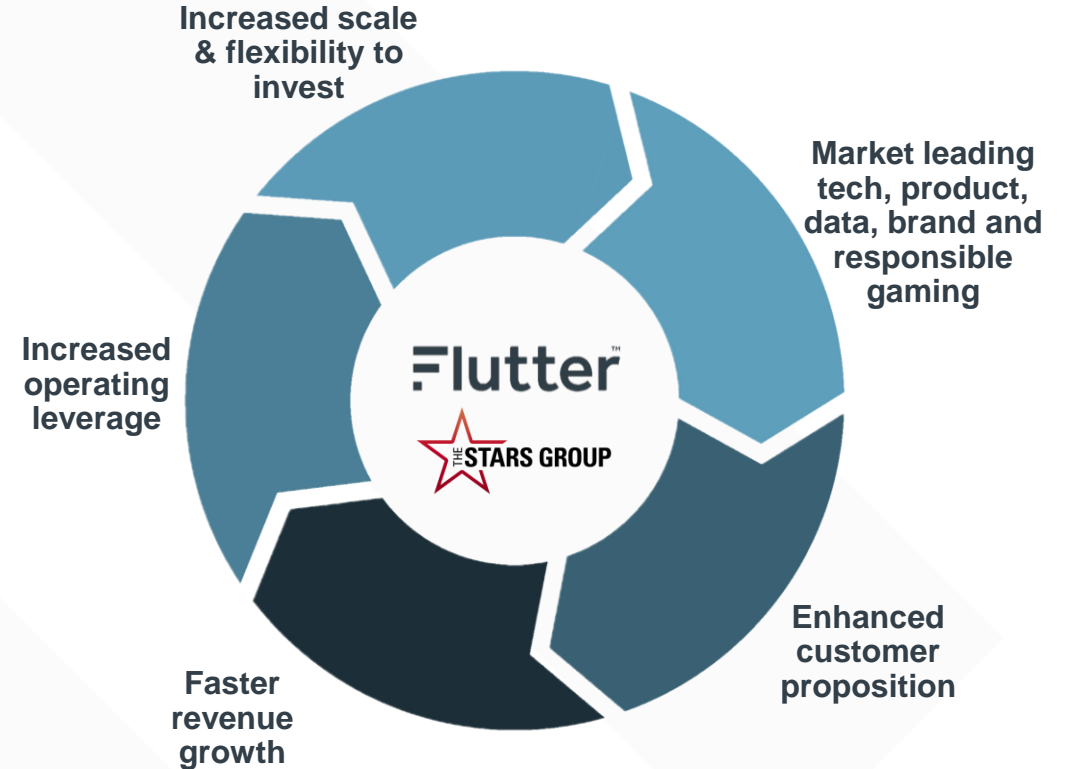 Increased scale
& flexibility to
invest
Market leading
tech, product,
data, brand and
responsible
gaming
Increased
operating
leverage
Flutter™
THE STARS GROUP
Enhanced
customer
proposition
Faster
revenue
growth